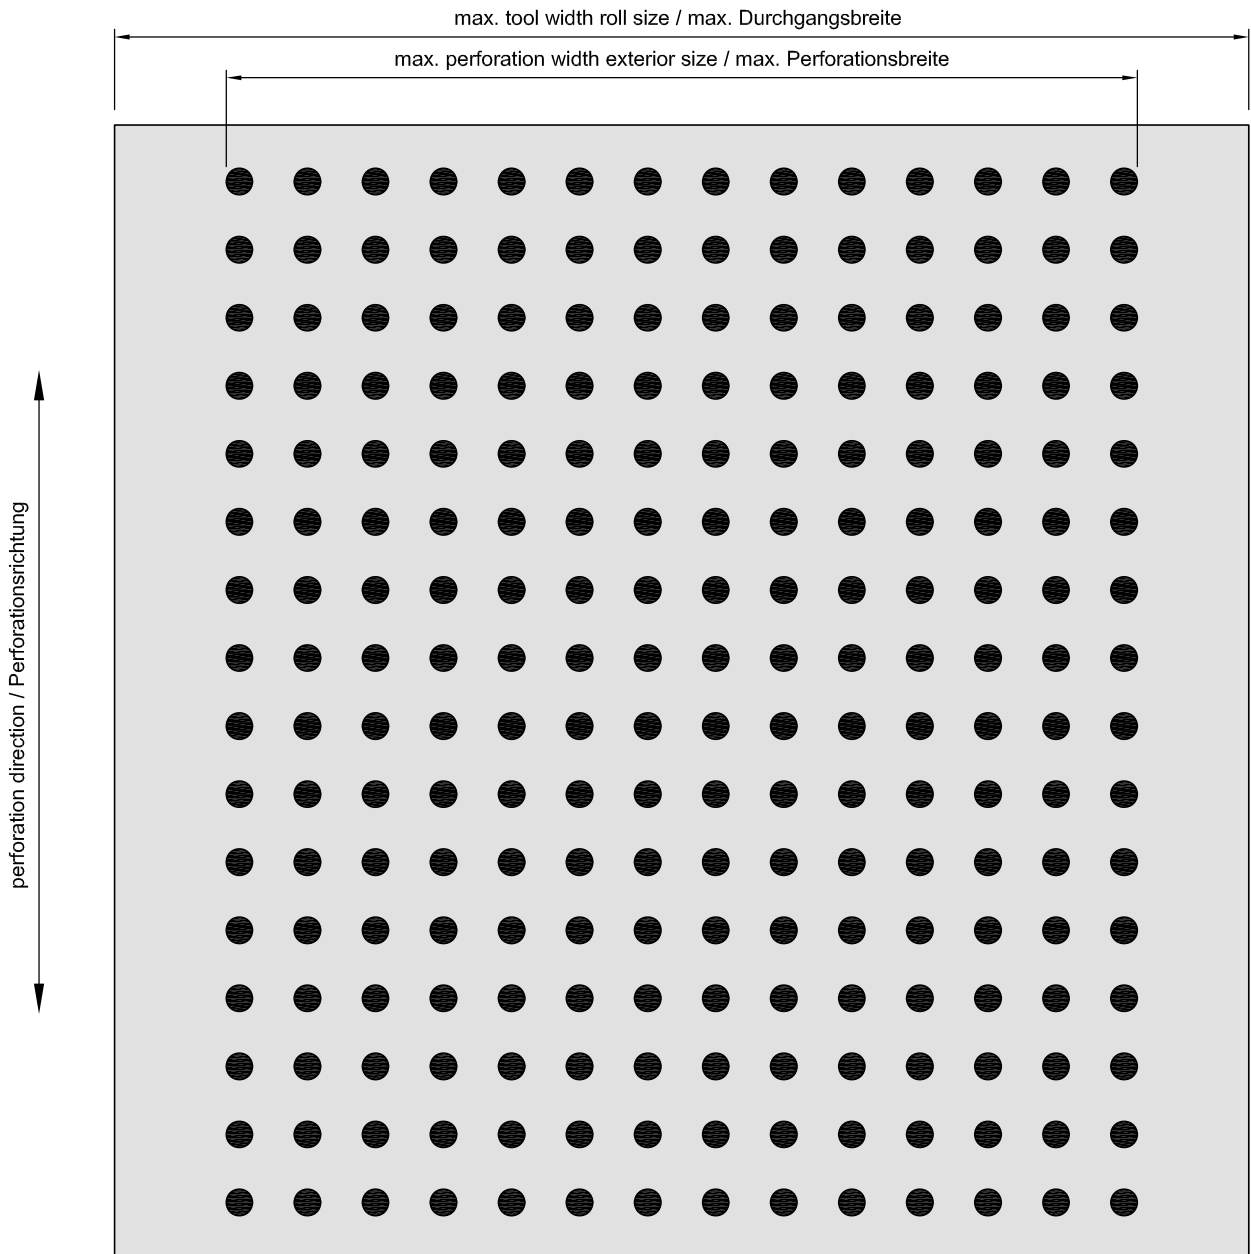 max. tool width roll size / max. Durchgangsbreite
max. perforation width exterior size / max. Perforationsbreite
perforation direction / Perforationsrichtung